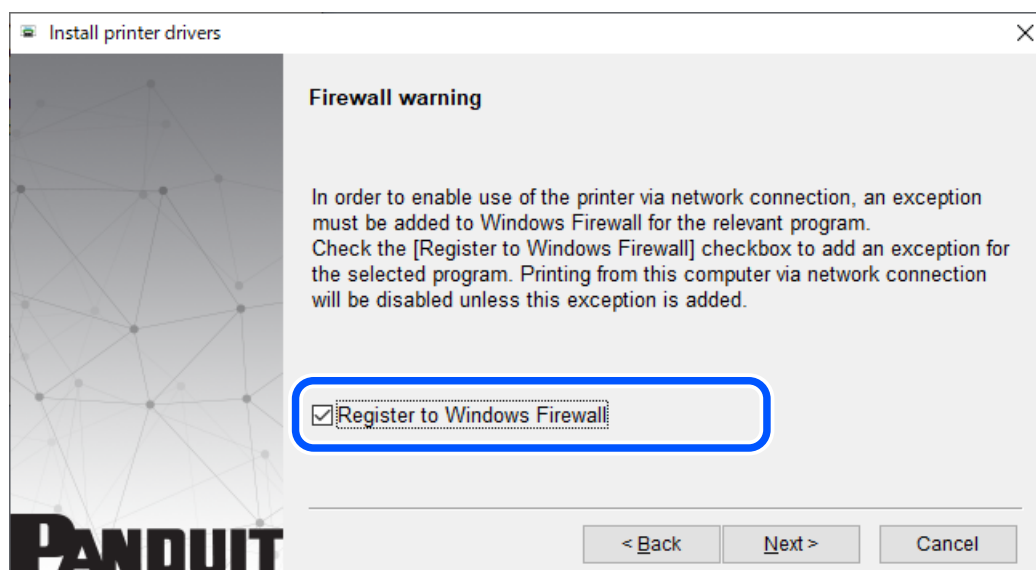 Install printer drivers
Firewall warning
In order to enable use of the printer via network connection, an exception
must be added to Windows Firewall for the relevant program.
Check the [Register to Windows Firewall] checkbox to add an exception for
the selected program. Printing from this computer via network connection
will be disabled unless this exception is added.
Register to Windows Firewall
PANDUIT
< Back Next > Cancel